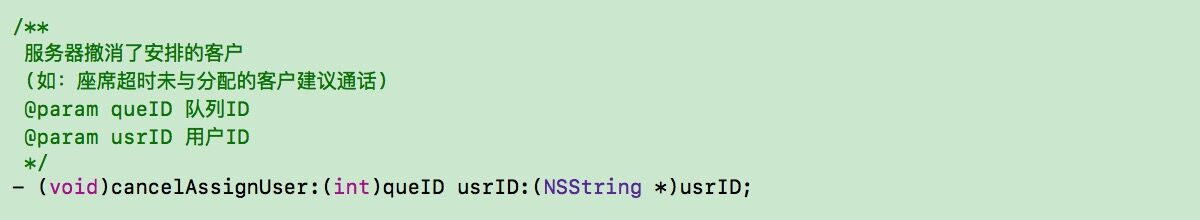 /**
服务器撤消了安排的客户
(如：座席超时未与分配的客户建议通话)
@param queID 队列ID
@param usrID 用户ID
*/
- (void)cancelAssignUser:(int)queID usrID:(NSString *)usrID;